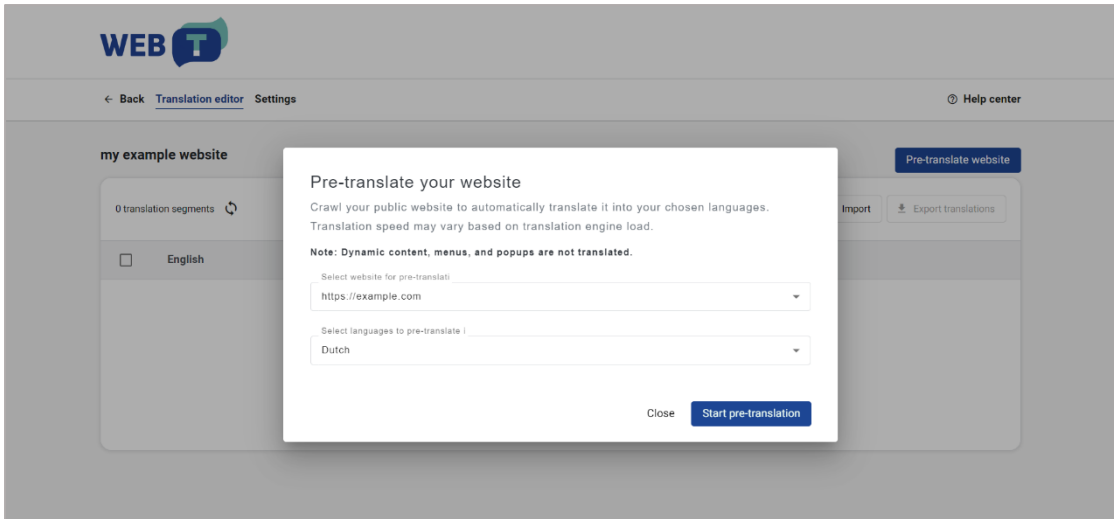 WEB T
← Back Translation editor Settings
Help center
my example website
Pre-translate website
0 translation segments
Import
Export translations
English
Pre-translate your website
Crawl your public website to automatically translate it into your chosen languages.
Translation speed may vary based on translation engine load.
Note: Dynamic content, menus, and popups are not translated.
Select website for pre-translati
https://example.com
Select languages to pre-translate i
Dutch
Close
Start pre-translation